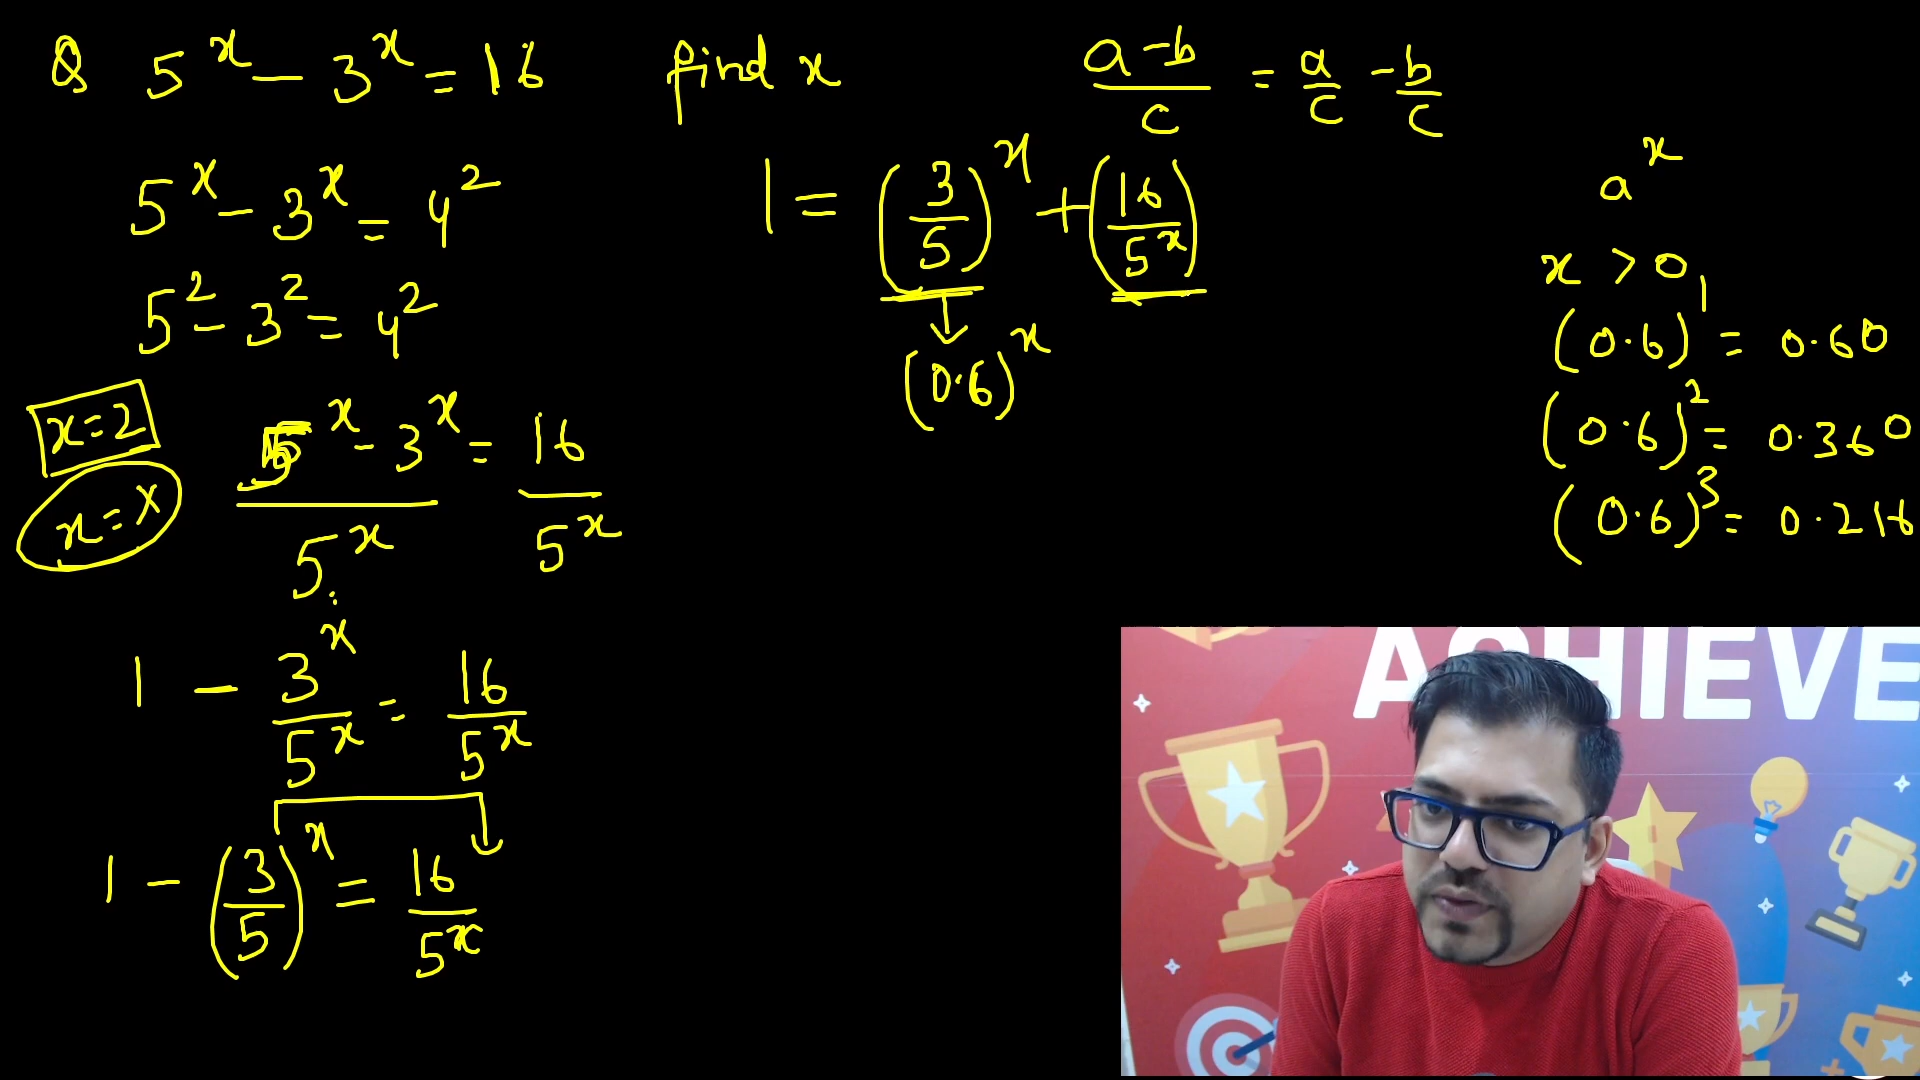 Q 5^x - 3^x = 16 find x
(a-b)/c = a/c - b/c
5^x - 3^x = 4^2
5^2 - 3^2 = 4^2
x = 2
x = x
(5^x - 3^x)/5^x = 16/5^x
1 - 3^x/5^x = 16/5^x
1 - (3/5)^x = 16/5^x
1 = (3/5)^x + (16/5^x)
(0.6)^x
a^x
x > 0
(0.6)^1 = 0.60
(0.6)^2 = 0.360
(0.6)^3 = 0.216
ACHIEVE